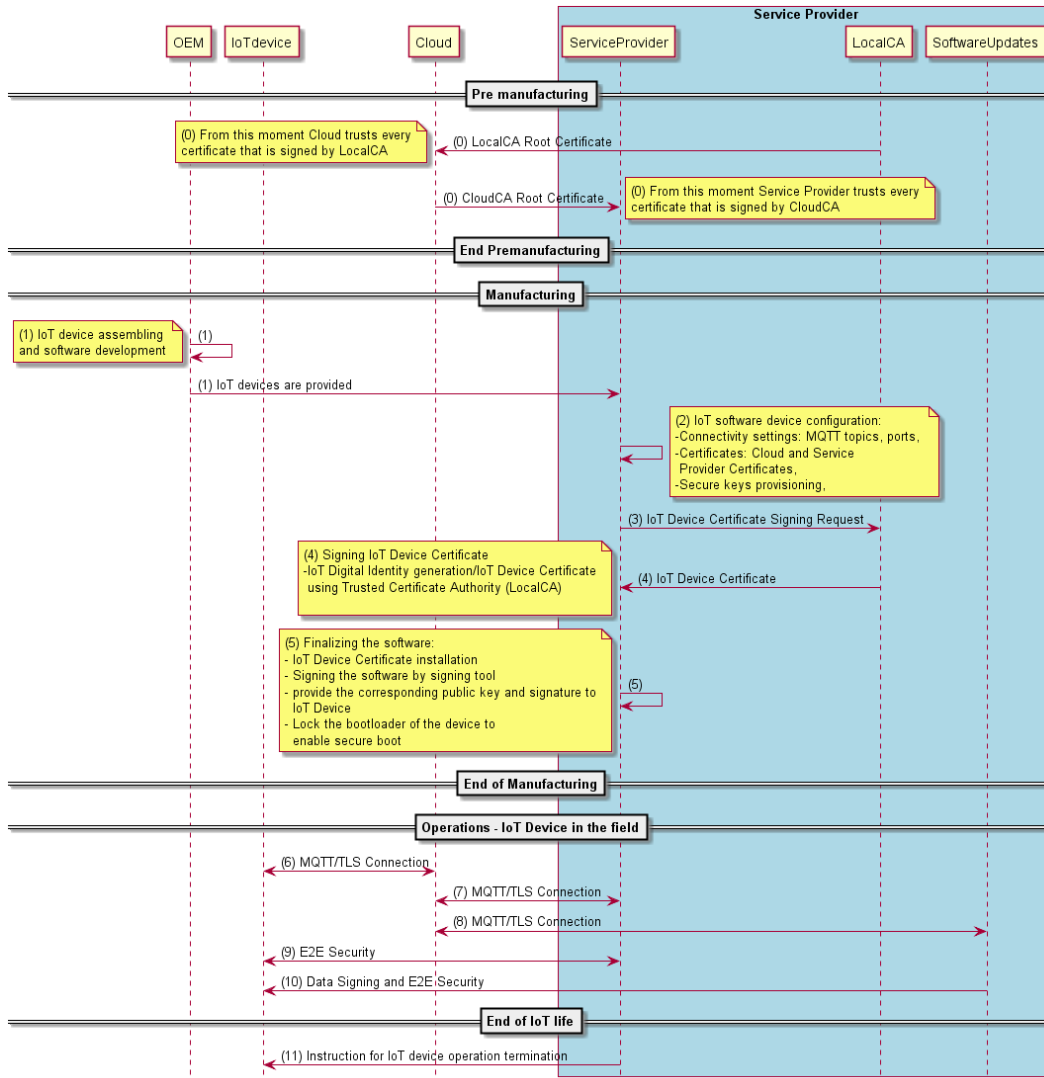 Service Provider
OEM
IoTdevice
Cloud
ServiceProvider
LocalCA
SoftwareUpdates
Pre manufacturing
(0) From this moment Cloud trusts every
certificate that is signed by LocalCA
(0) LocalCA Root Certificate
(0) CloudCA Root Certificate
(0) From this moment Service Provider trusts every
certificate that is signed by CloudCA
End Premanufacturing
Manufacturing
(1) IoT device assembling
and software development
(1)
(1) IoT devices are provided
(2) IoT software device configuration:
-Connectivity settings: MQTT topics, ports,
-Certificates: Cloud and Service
Provider Certificates,
-Secure keys provisioning,
(3) IoT Device Certificate Signing Request
(4) Signing IoT Device Certificate
-IoT Digital Identity generation/IoT Device Certificate
using Trusted Certificate Authority (LocalCA)
(4) IoT Device Certificate
(5) Finalizing the software:
- IoT Device Certificate installation
- Signing the software by signing tool
- provide the corresponding public key and signature to
IoT Device
- Lock the bootloader of the device to
enable secure boot
(5)
End of Manufacturing
Operations - IoT Device in the field
(6) MQTT/TLS Connection
(7) MQTT/TLS Connection
(8) MQTT/TLS Connection
(9) E2E Security
(10) Data Signing and E2E Security
End of IoT life
(11) Instruction for IoT device operation termination